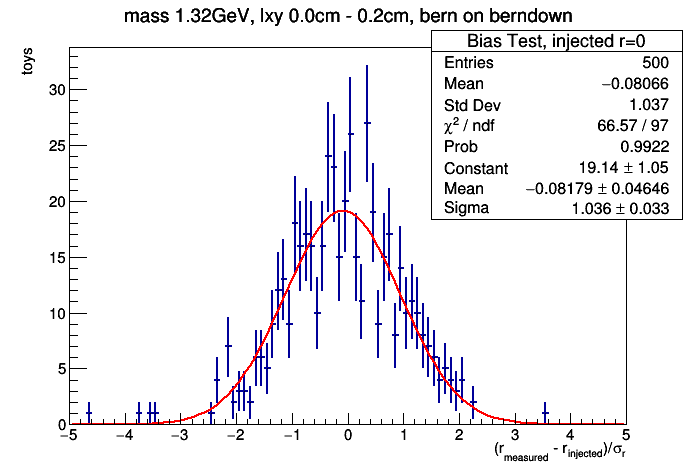 mass 1.32GeV, lxy 0.0cm - 0.2cm, bern on berndown
Bias Test, injected r=0
Entries 500
Mean −0.08066
Std Dev 1.037
χ² / ndf 66.57 / 97
Prob 0.9922
Constant 19.14 ± 1.05
Mean −0.08179 ± 0.04646
Sigma 1.036 ± 0.033
toys
30
25
20
15
10
5
0
−5 −4 −3 −2 −1 0 1 2 3 4 5
(r_measured - r_injected)/σ_r